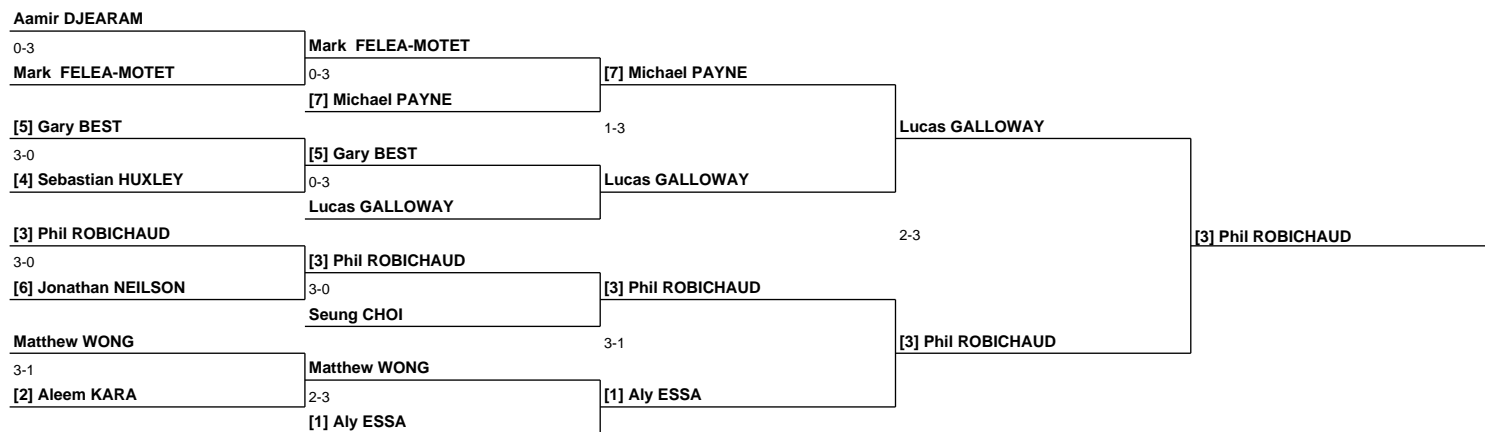 Aamir DJEARAM
0-3
Mark  FELEA-MOTET
Mark  FELEA-MOTET
0-3
[7] Michael PAYNE
[7] Michael PAYNE
[5] Gary BEST
1-3
Lucas GALLOWAY
3-0
[5] Gary BEST
[4] Sebastian HUXLEY
0-3
Lucas GALLOWAY
Lucas GALLOWAY
[3] Phil ROBICHAUD
2-3
[3] Phil ROBICHAUD
3-0
[3] Phil ROBICHAUD
[6] Jonathan NEILSON
3-0
[3] Phil ROBICHAUD
Seung CHOI
Matthew WONG
3-1
[3] Phil ROBICHAUD
3-1
Matthew WONG
[2] Aleem KARA
2-3
[1] Aly ESSA
[1] Aly ESSA